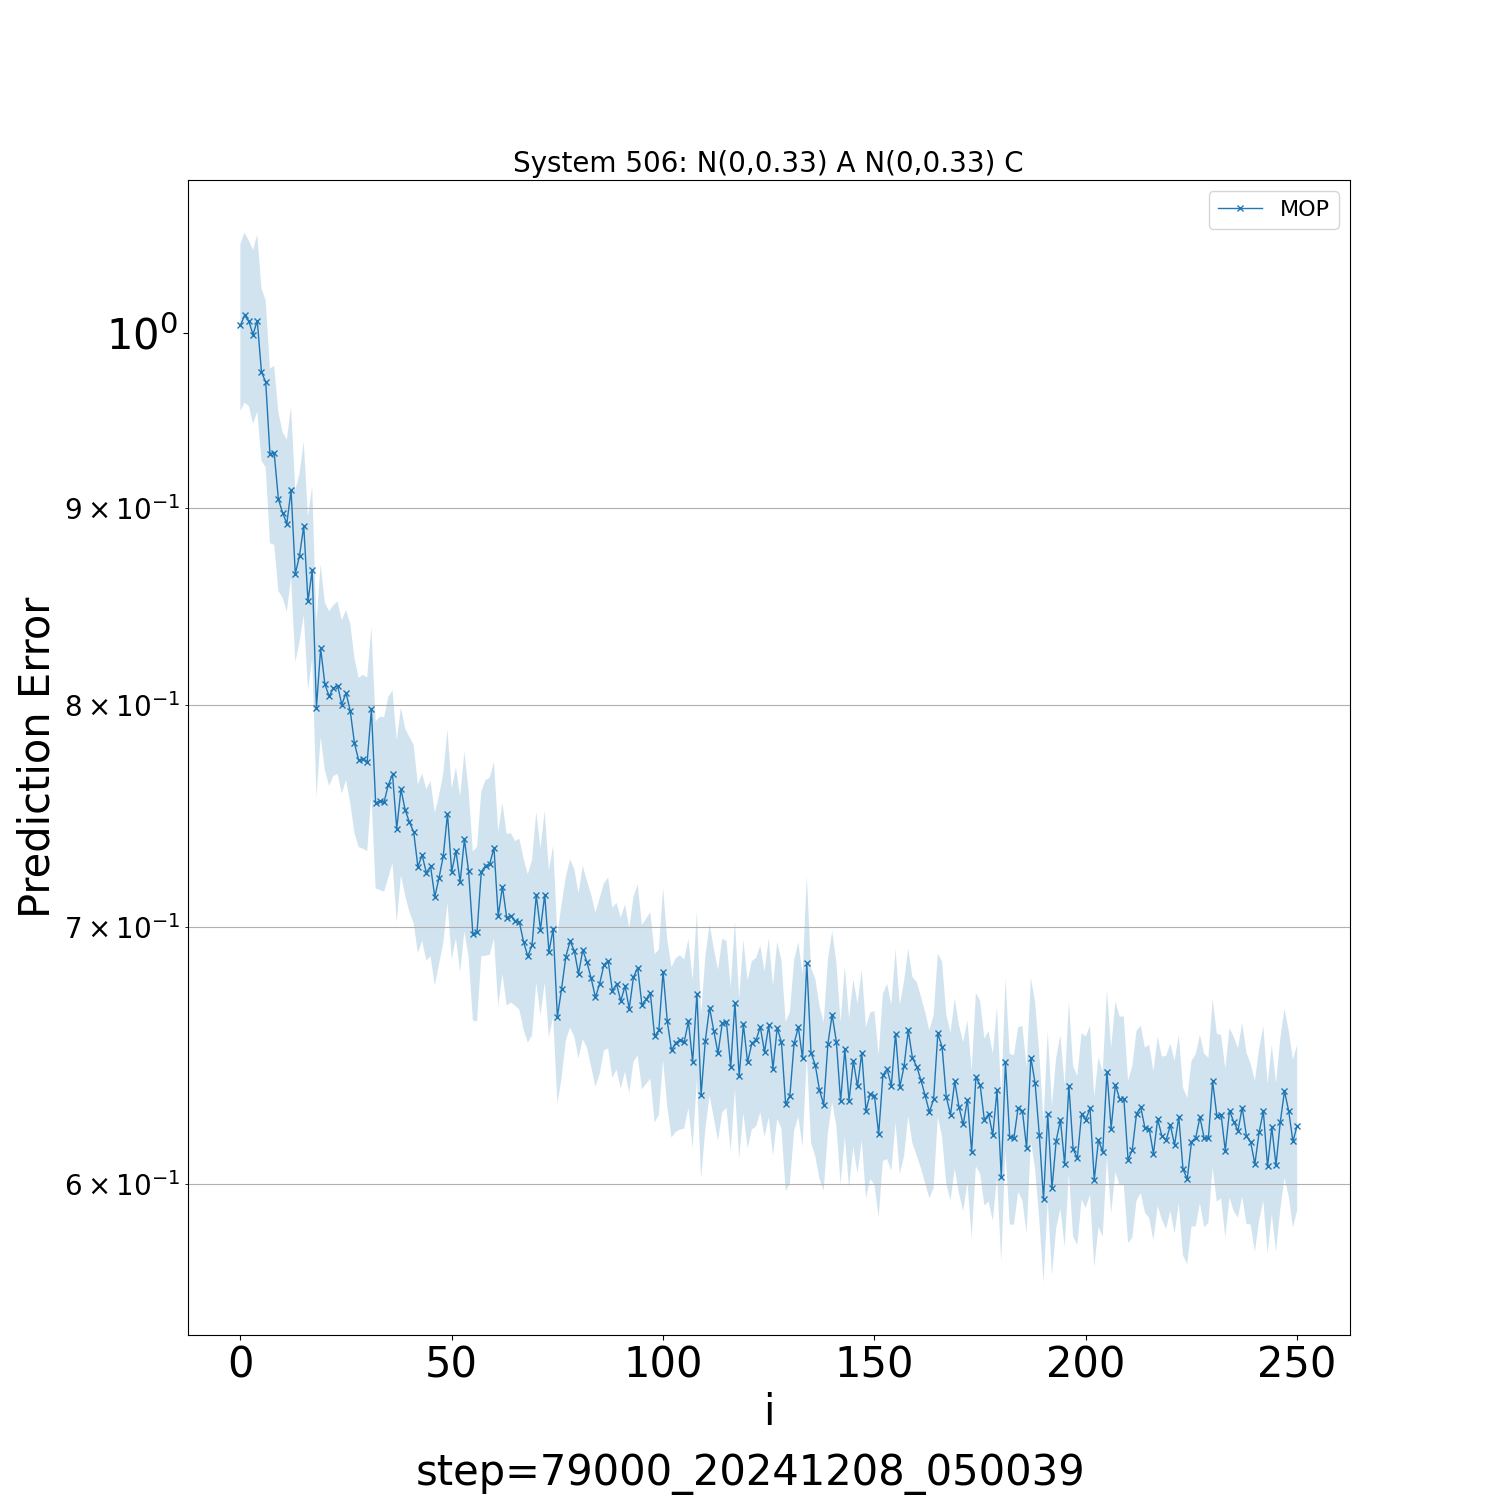 System 506: N(0,0.33) A N(0,0.33) C
MOP
10⁰
9 × 10⁻¹
8 × 10⁻¹
7 × 10⁻¹
6 × 10⁻¹
Prediction Error
0 50 100 150 200 250
i
step=79000_20241208_050039